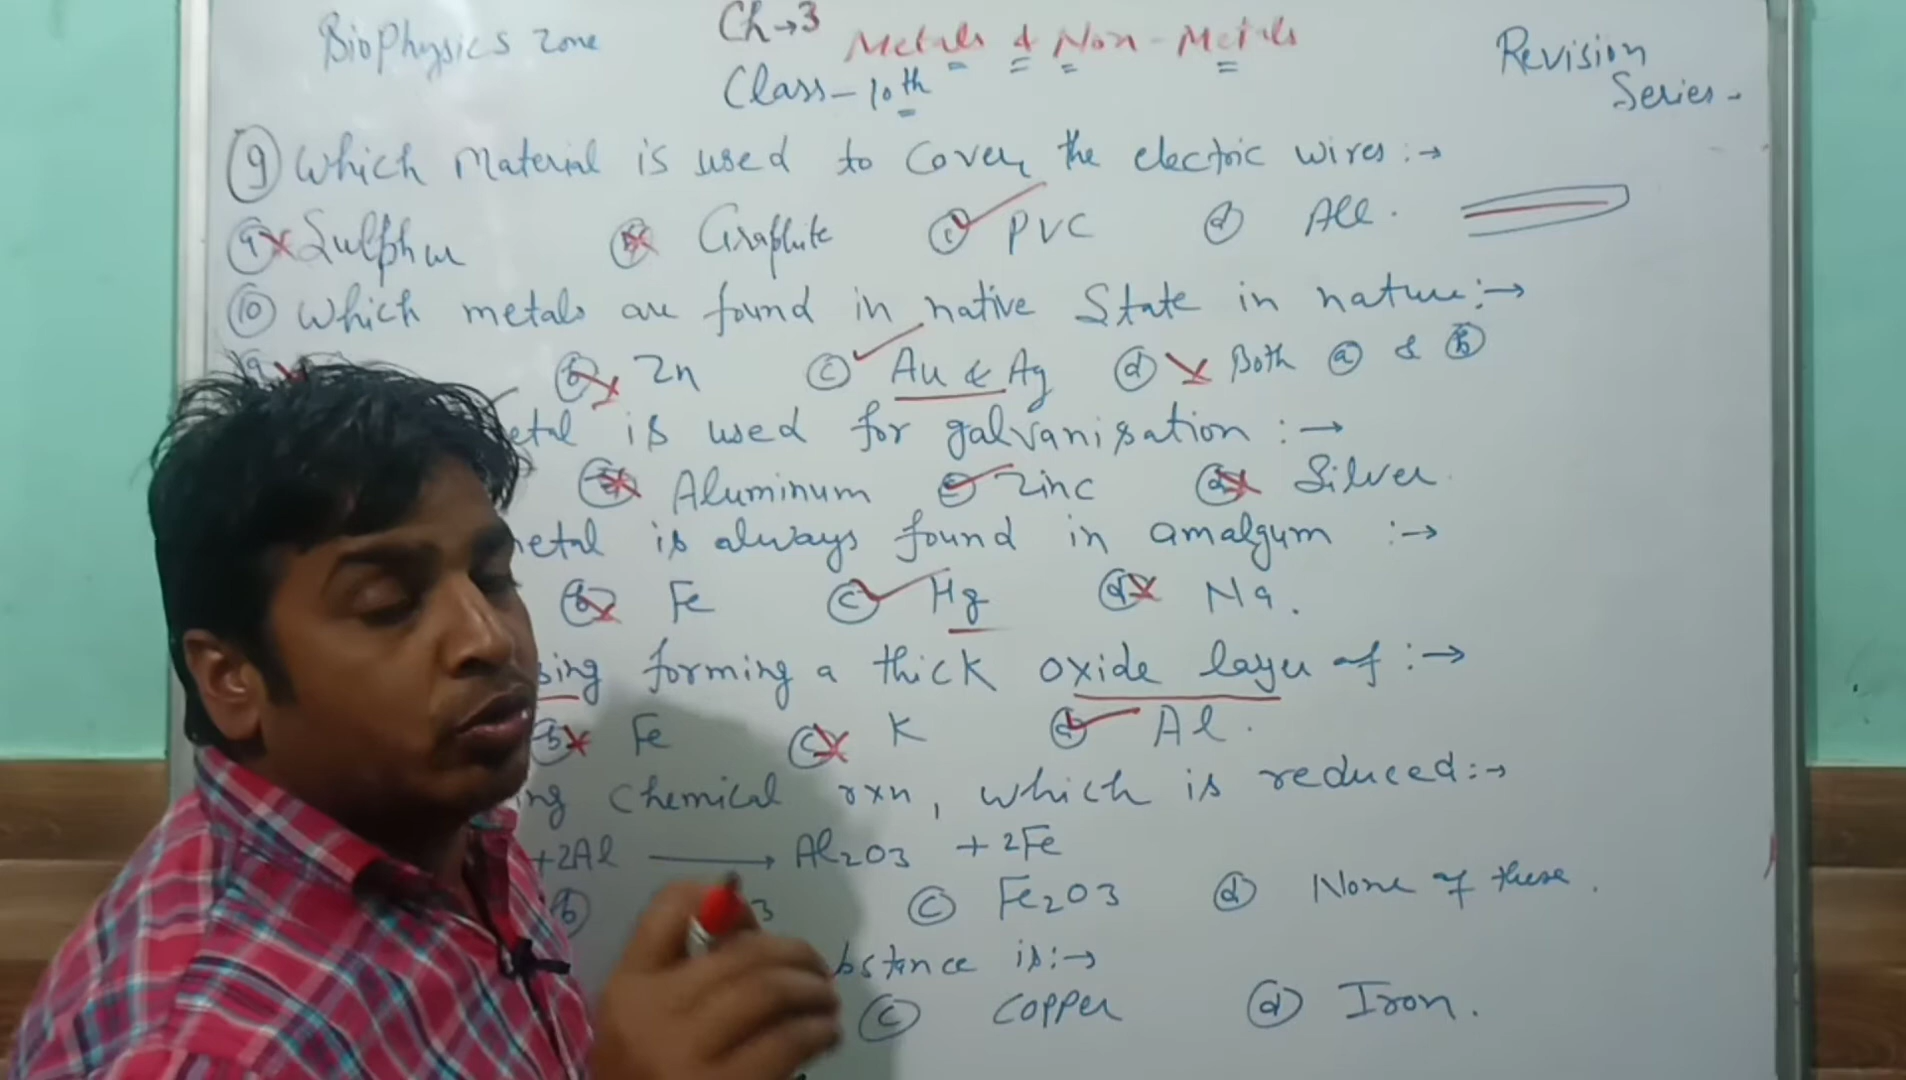 BioPhysics Zone
Ch→3 Metals & Non-Metals
Class-10th
Revision Series-
(9) Which Material is used to Cover the electric wires:→
(a) Sulphur (b) Graphite (c) PVC (d) All.
(10) Which metals are found in native State in nature:→
(a) (b) Zn (c) Au & Ag (d) Both (a) & (b)
etal is used for galvanisation:→
(b) Aluminum (c) Zinc (d) Silver.
metal is always found in amalgum:→
(b) Fe (c) Hg (d) Na.
sing forming a thick oxide layer of:→
(b) Fe (c) K (d) Al.
ing Chemical rxn, which is reduced:→
+2Al → Al2O3 + 2Fe
(b) 3 (c) Fe2O3 (d) None of these.
bstance is:→
(c) Copper (d) Iron.